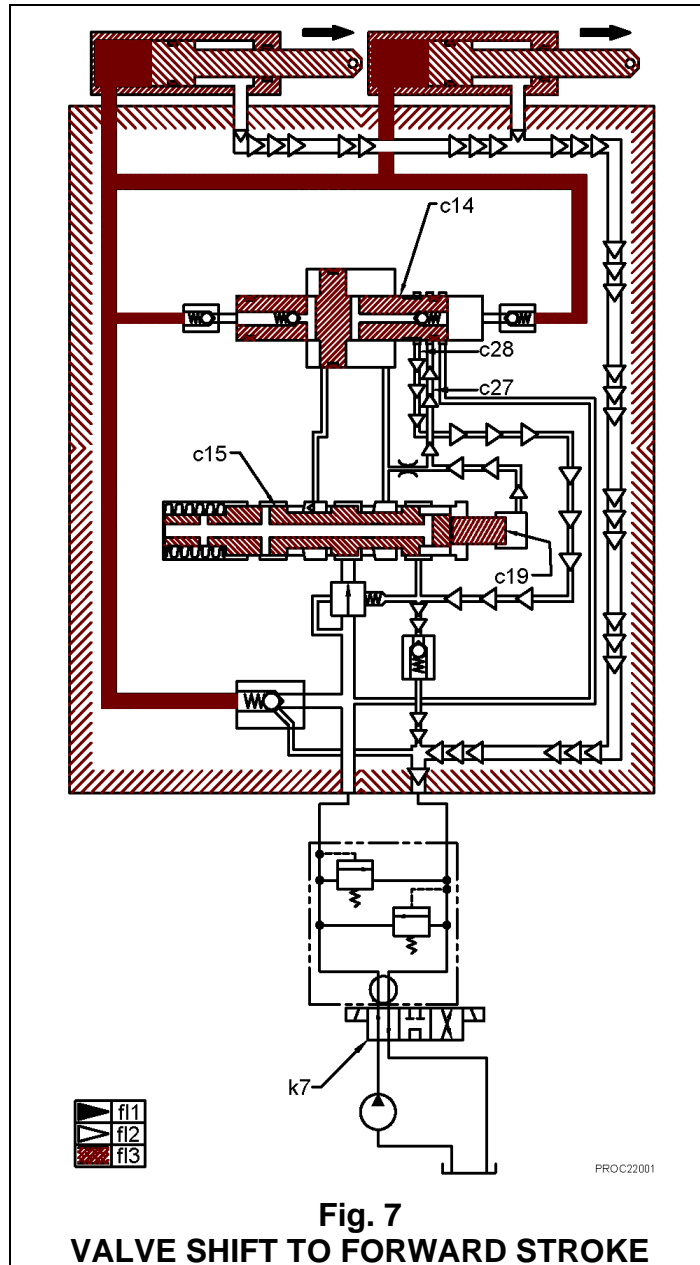 c14
c28
c27
c15
c19
k7
fl1
fl2
fl3
PROC22001
Fig. 7
VALVE SHIFT TO FORWARD STROKE